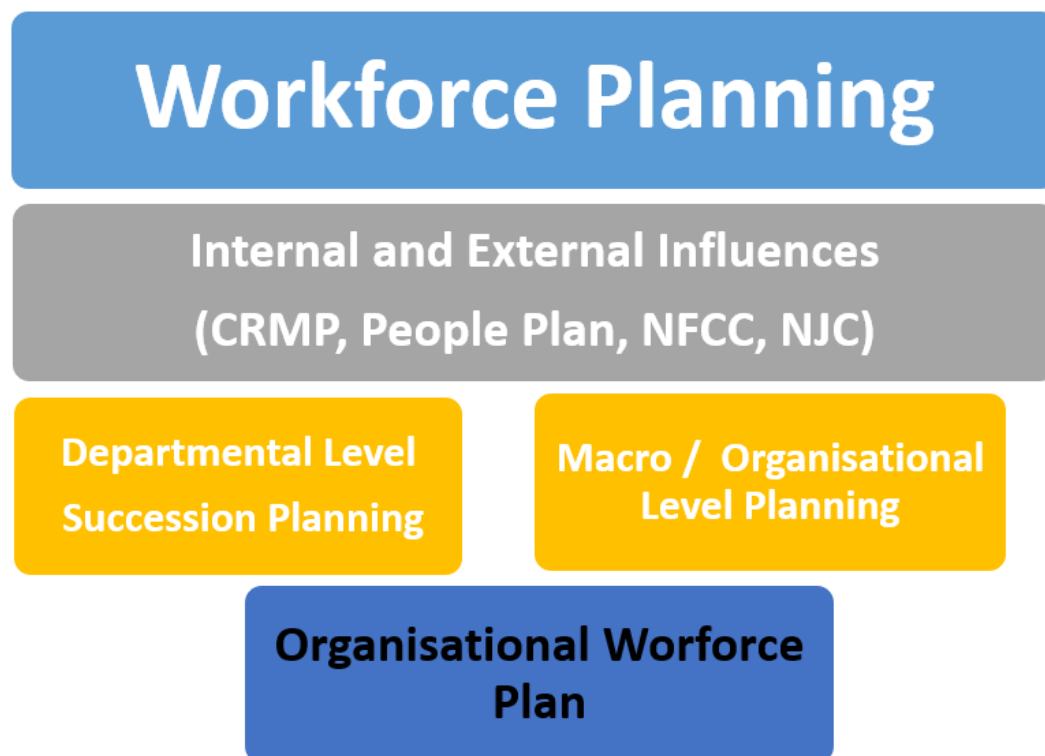 Workforce Planning
Internal and External Influences
(CRMP, People Plan, NFCC, NJC)
Departmental Level
Succession Planning
Macro / Organisational
Level Planning
Organisational Worforce
Plan